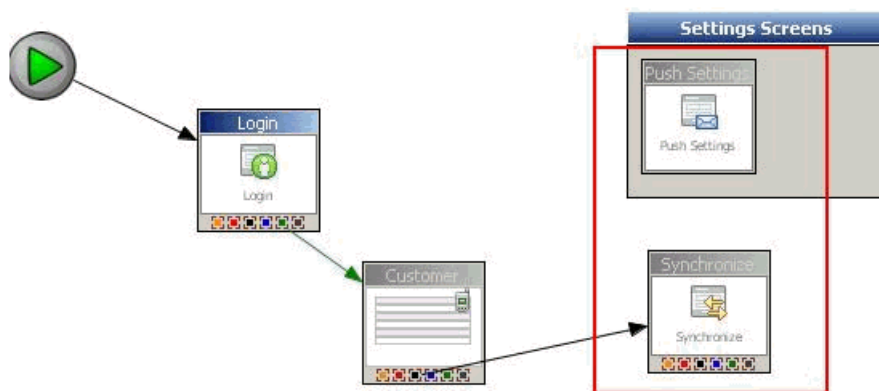 Settings Screens
Push Settings
Push Settings
Login
Login
Customer
Synchronize
Synchronize